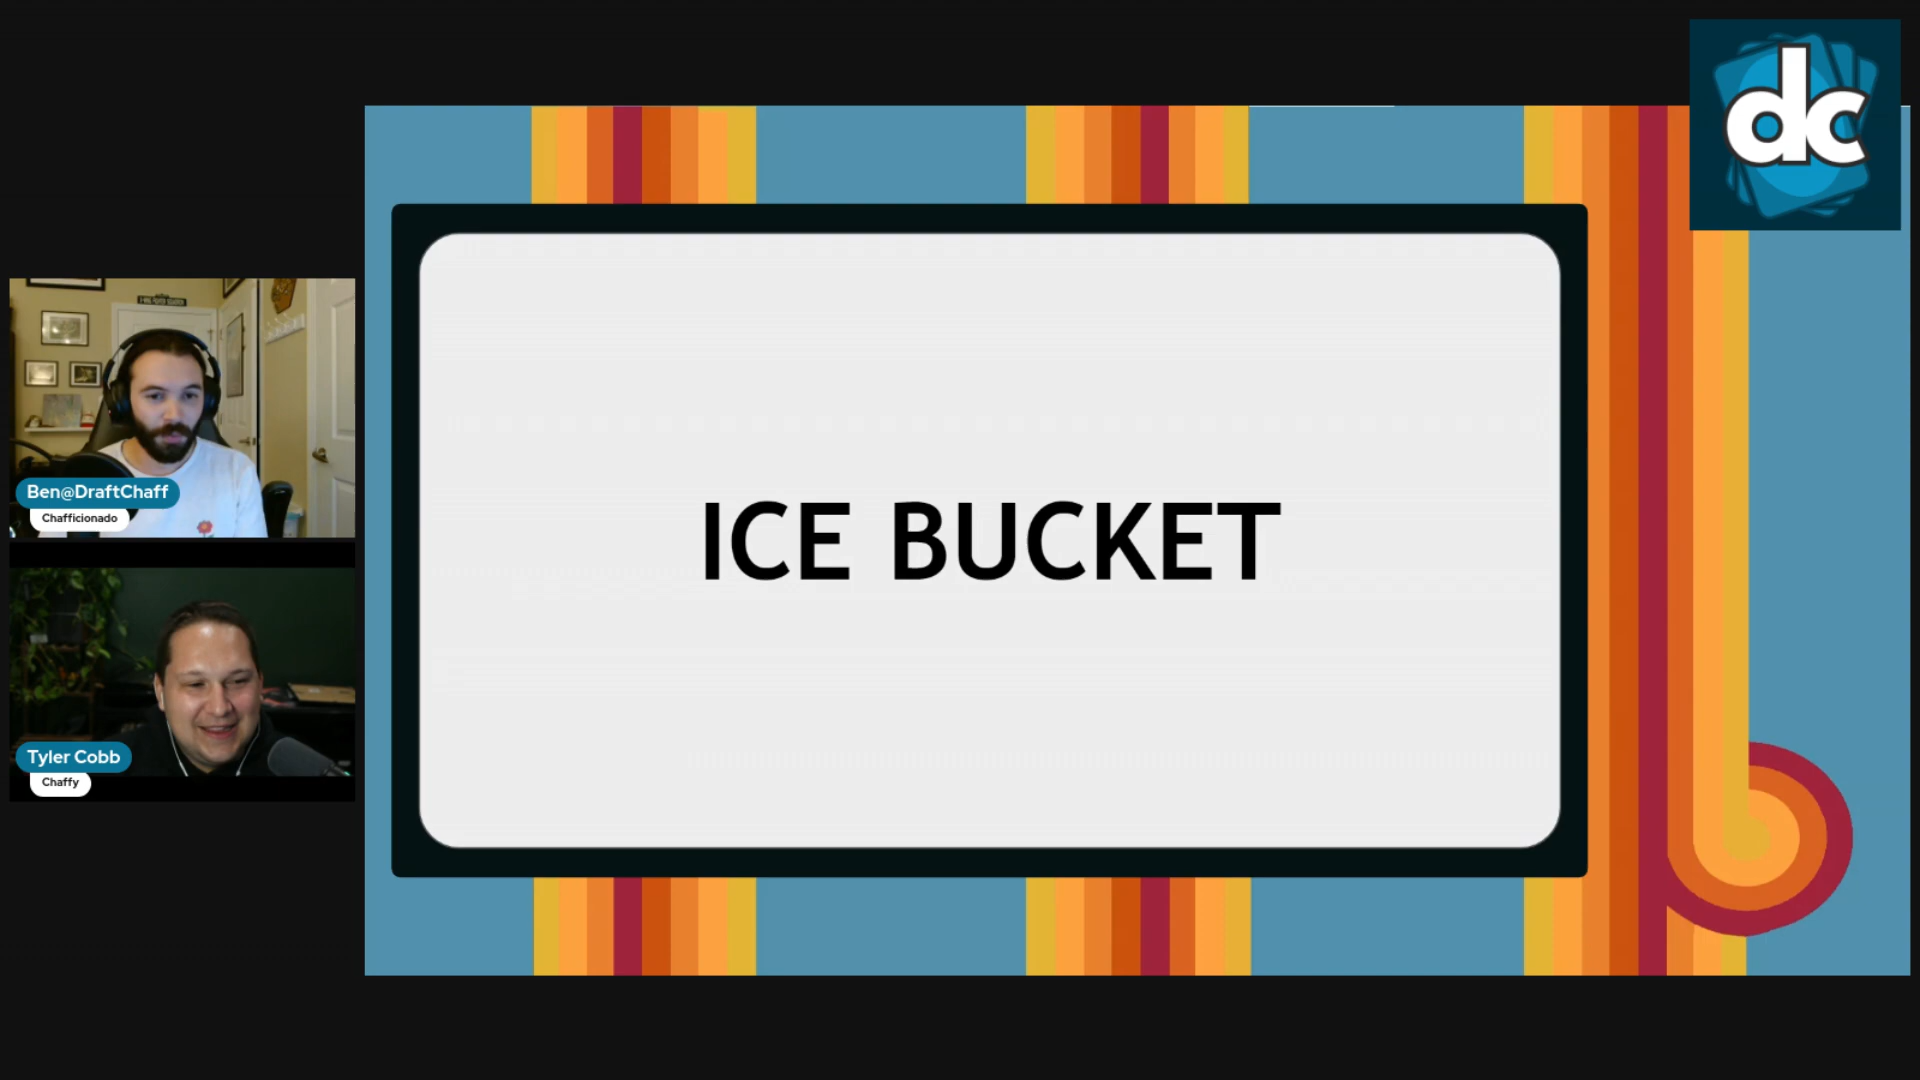 dc
Ben@DraftChaff
Chafficionado
ICE BUCKET
Tyler Cobb
Chaffy